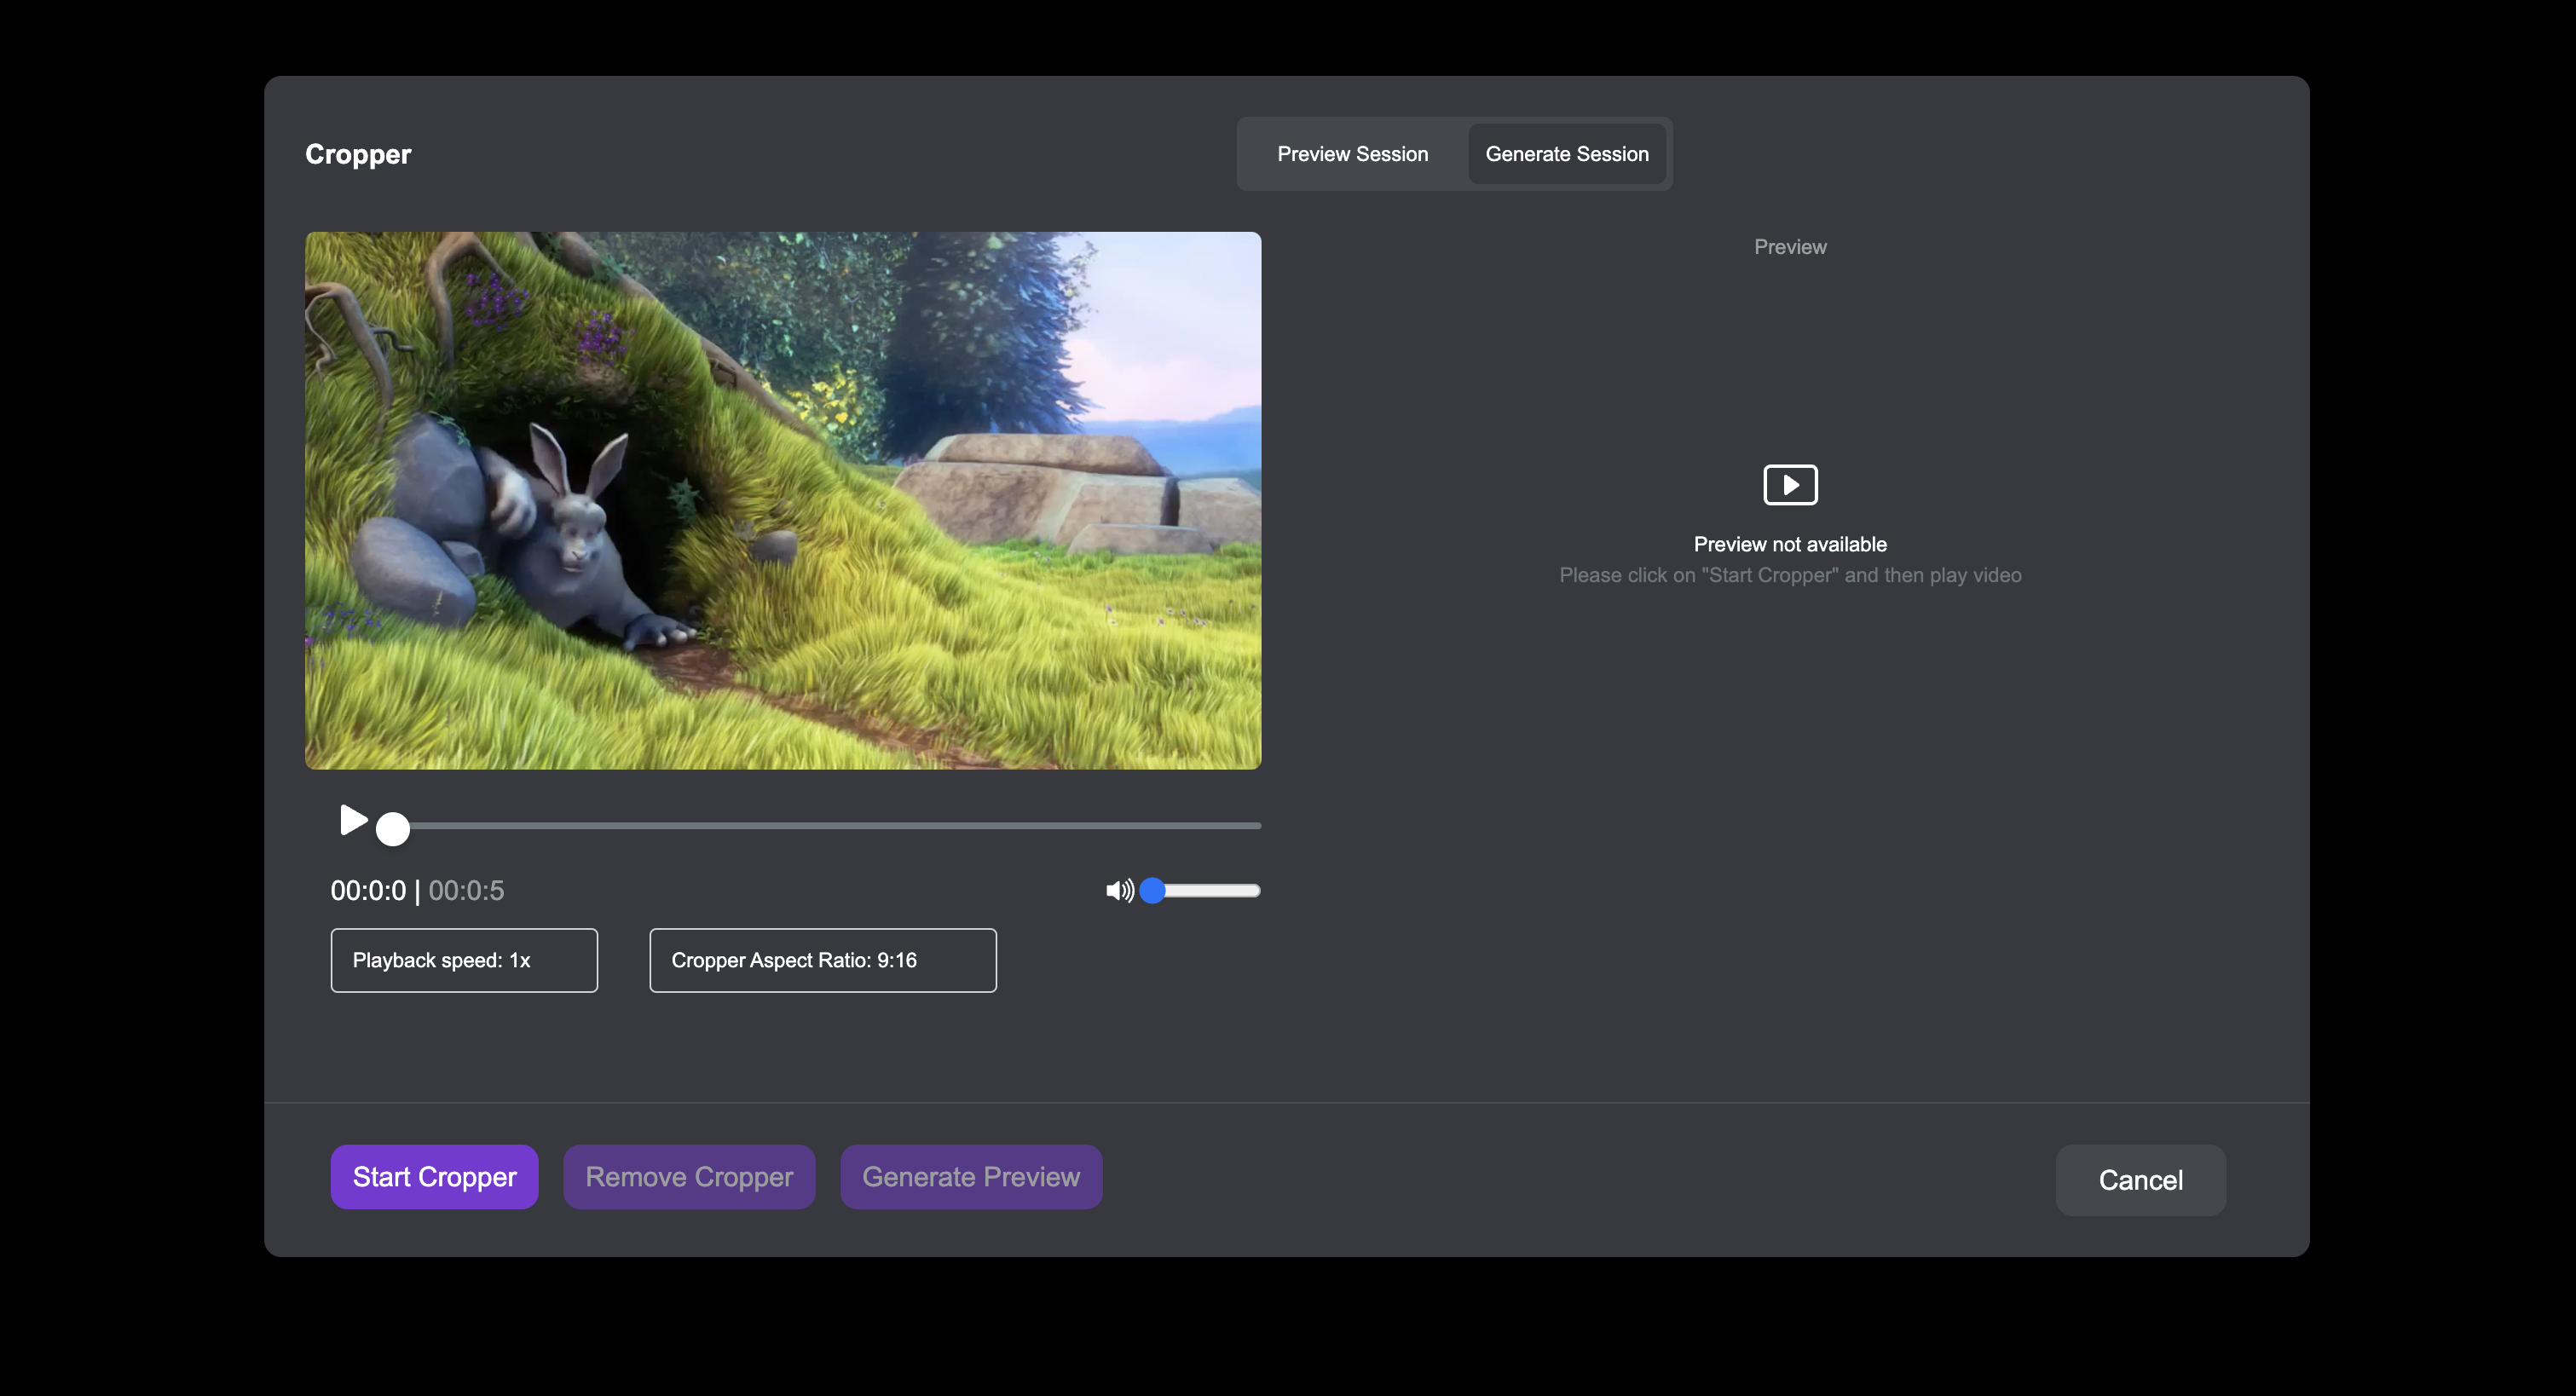 Cropper
Preview Session
Generate Session
Preview
Preview not available
Please click on "Start Cropper" and then play video
00:0:0 | 00:0:5
Playback speed: 1x
Cropper Aspect Ratio: 9:16
Start Cropper
Remove Cropper
Generate Preview
Cancel